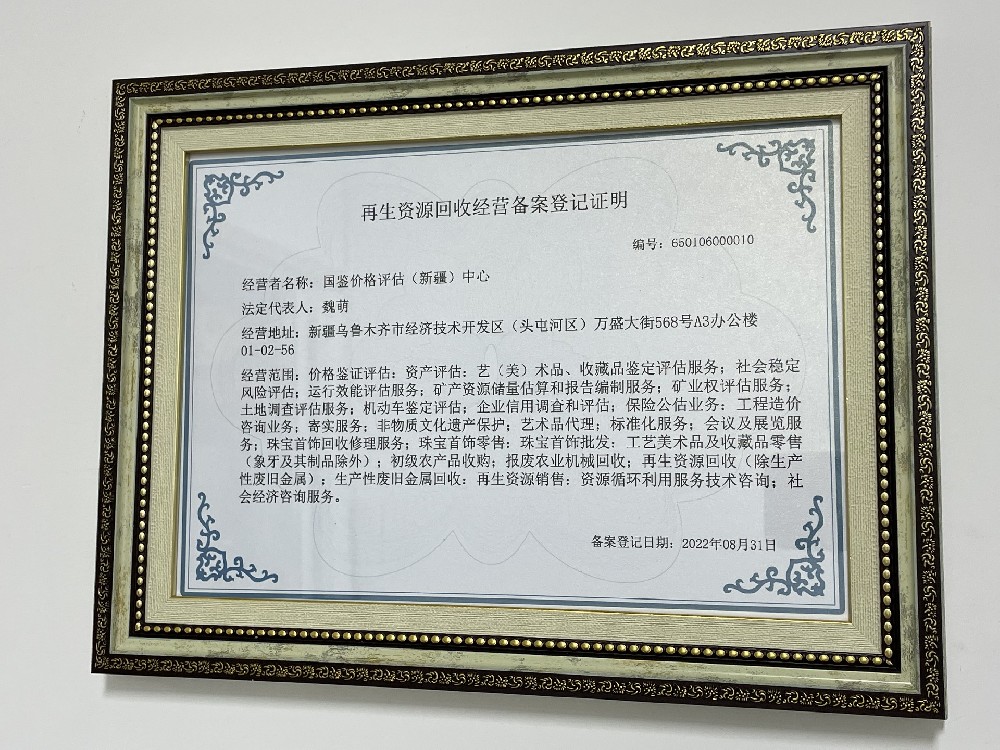 再生资源回收经营备案登记证明
编号：650106000010
经营者名称：国鉴价格评估（新疆）中心
法定代表人：魏萌
经营地址：新疆乌鲁木齐市经济技术开发区（头屯河区）万盛大街568号A3办公楼
01-02-56
经营范围：价格鉴证评估：资产评估：艺（美）术品、收藏品鉴定评估服务；社会稳定
风险评估；运行效能评估服务；矿产资源储量估算和报告编制服务；矿业权评估服务；
土地调查评估服务；机动车鉴定评估；企业信用调查和评估；保险公估业务：工程造价
咨询业务；寄卖服务；非物质文化遗产保护；艺术品代理；标准化服务；会议及展览服
务；珠宝首饰回收修理服务；珠宝首饰零售：珠宝首饰批发：工艺美术品及收藏品零售
（象牙及其制品除外）；初级农产品收购；报废农业机械回收；再生资源回收（除生产
性废旧金属）；生产性废旧金属回收：再生资源销售：资源循环利用服务技术咨询；社
会经济咨询服务。
备案登记日期：2022年08月31日